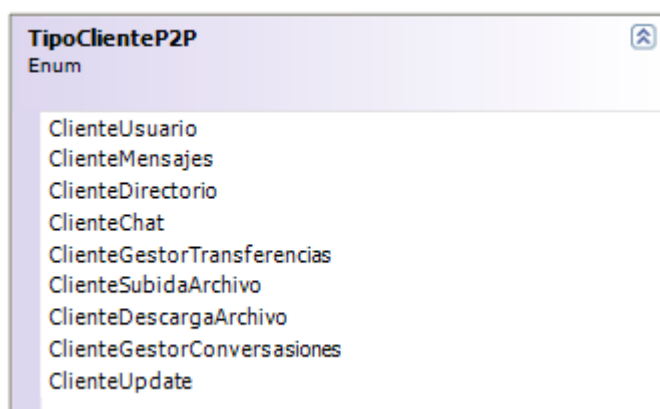 TipoClienteP2P
Enum
ClienteUsuario
ClienteMensajes
ClienteDirectorio
ClienteChat
ClienteGestorTransferencias
ClienteSubidaArchivo
ClienteDescargaArchivo
ClienteGestorConversasiones
ClienteUpdate